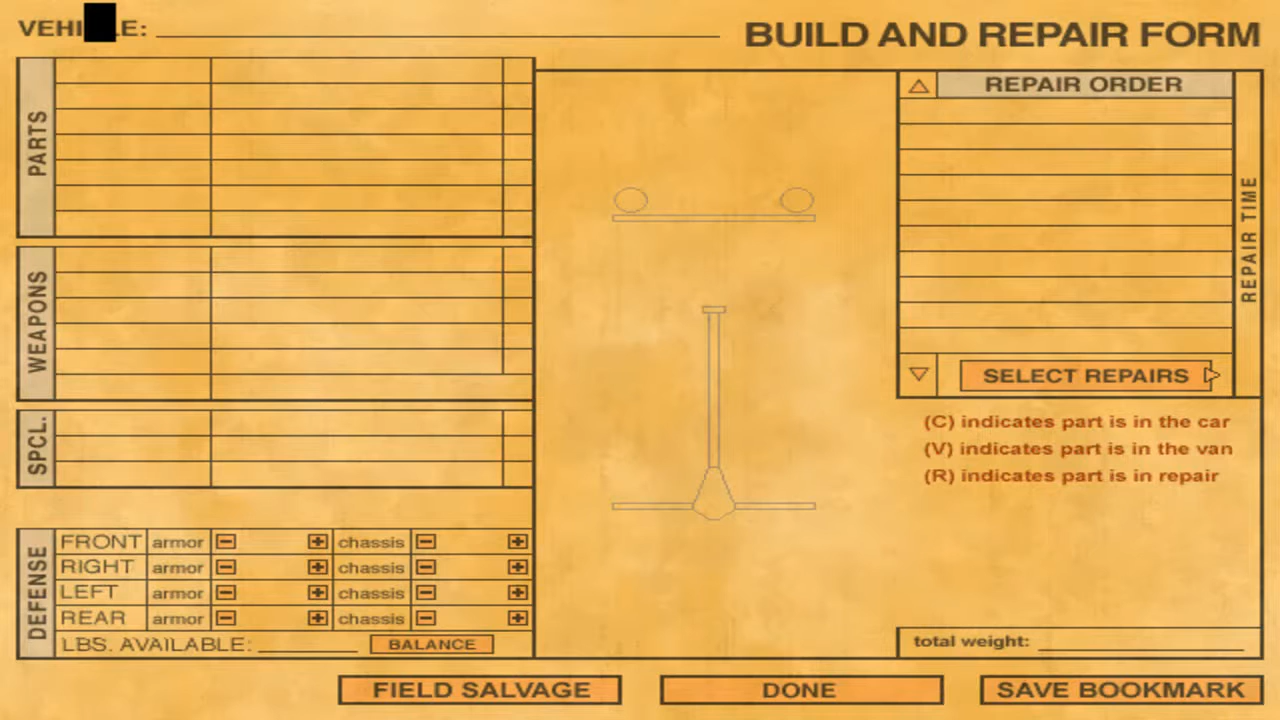 BUILD AND REPAIR FORM
PARTS
WEAPONS
SPCL.
DEFENSE
FRONT armor chassis
RIGHT armor chassis
LEFT armor chassis
REAR armor chassis
LBS. AVAILABLE: BALANCE
REPAIR ORDER
REPAIR TIME
SELECT REPAIRS
(C) indicates part is in the car
(V) indicates part is in the van
(R) indicates part is in repair
total weight:
FIELD SALVAGE
DONE
SAVE BOOKMARK